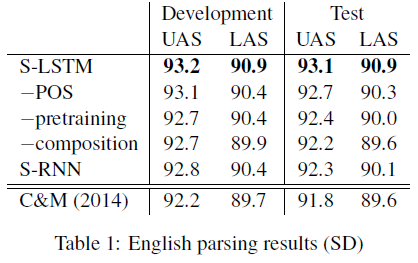 Development Test
UAS LAS UAS LAS
S-LSTM 93.2 90.9 93.1 90.9
−POS 93.1 90.4 92.7 90.3
−pretraining 92.7 90.4 92.4 90.0
−composition 92.7 89.9 92.2 89.6
S-RNN 92.8 90.4 92.3 90.1
C&M (2014) 92.2 89.7 91.8 89.6
Table 1: English parsing results (SD)